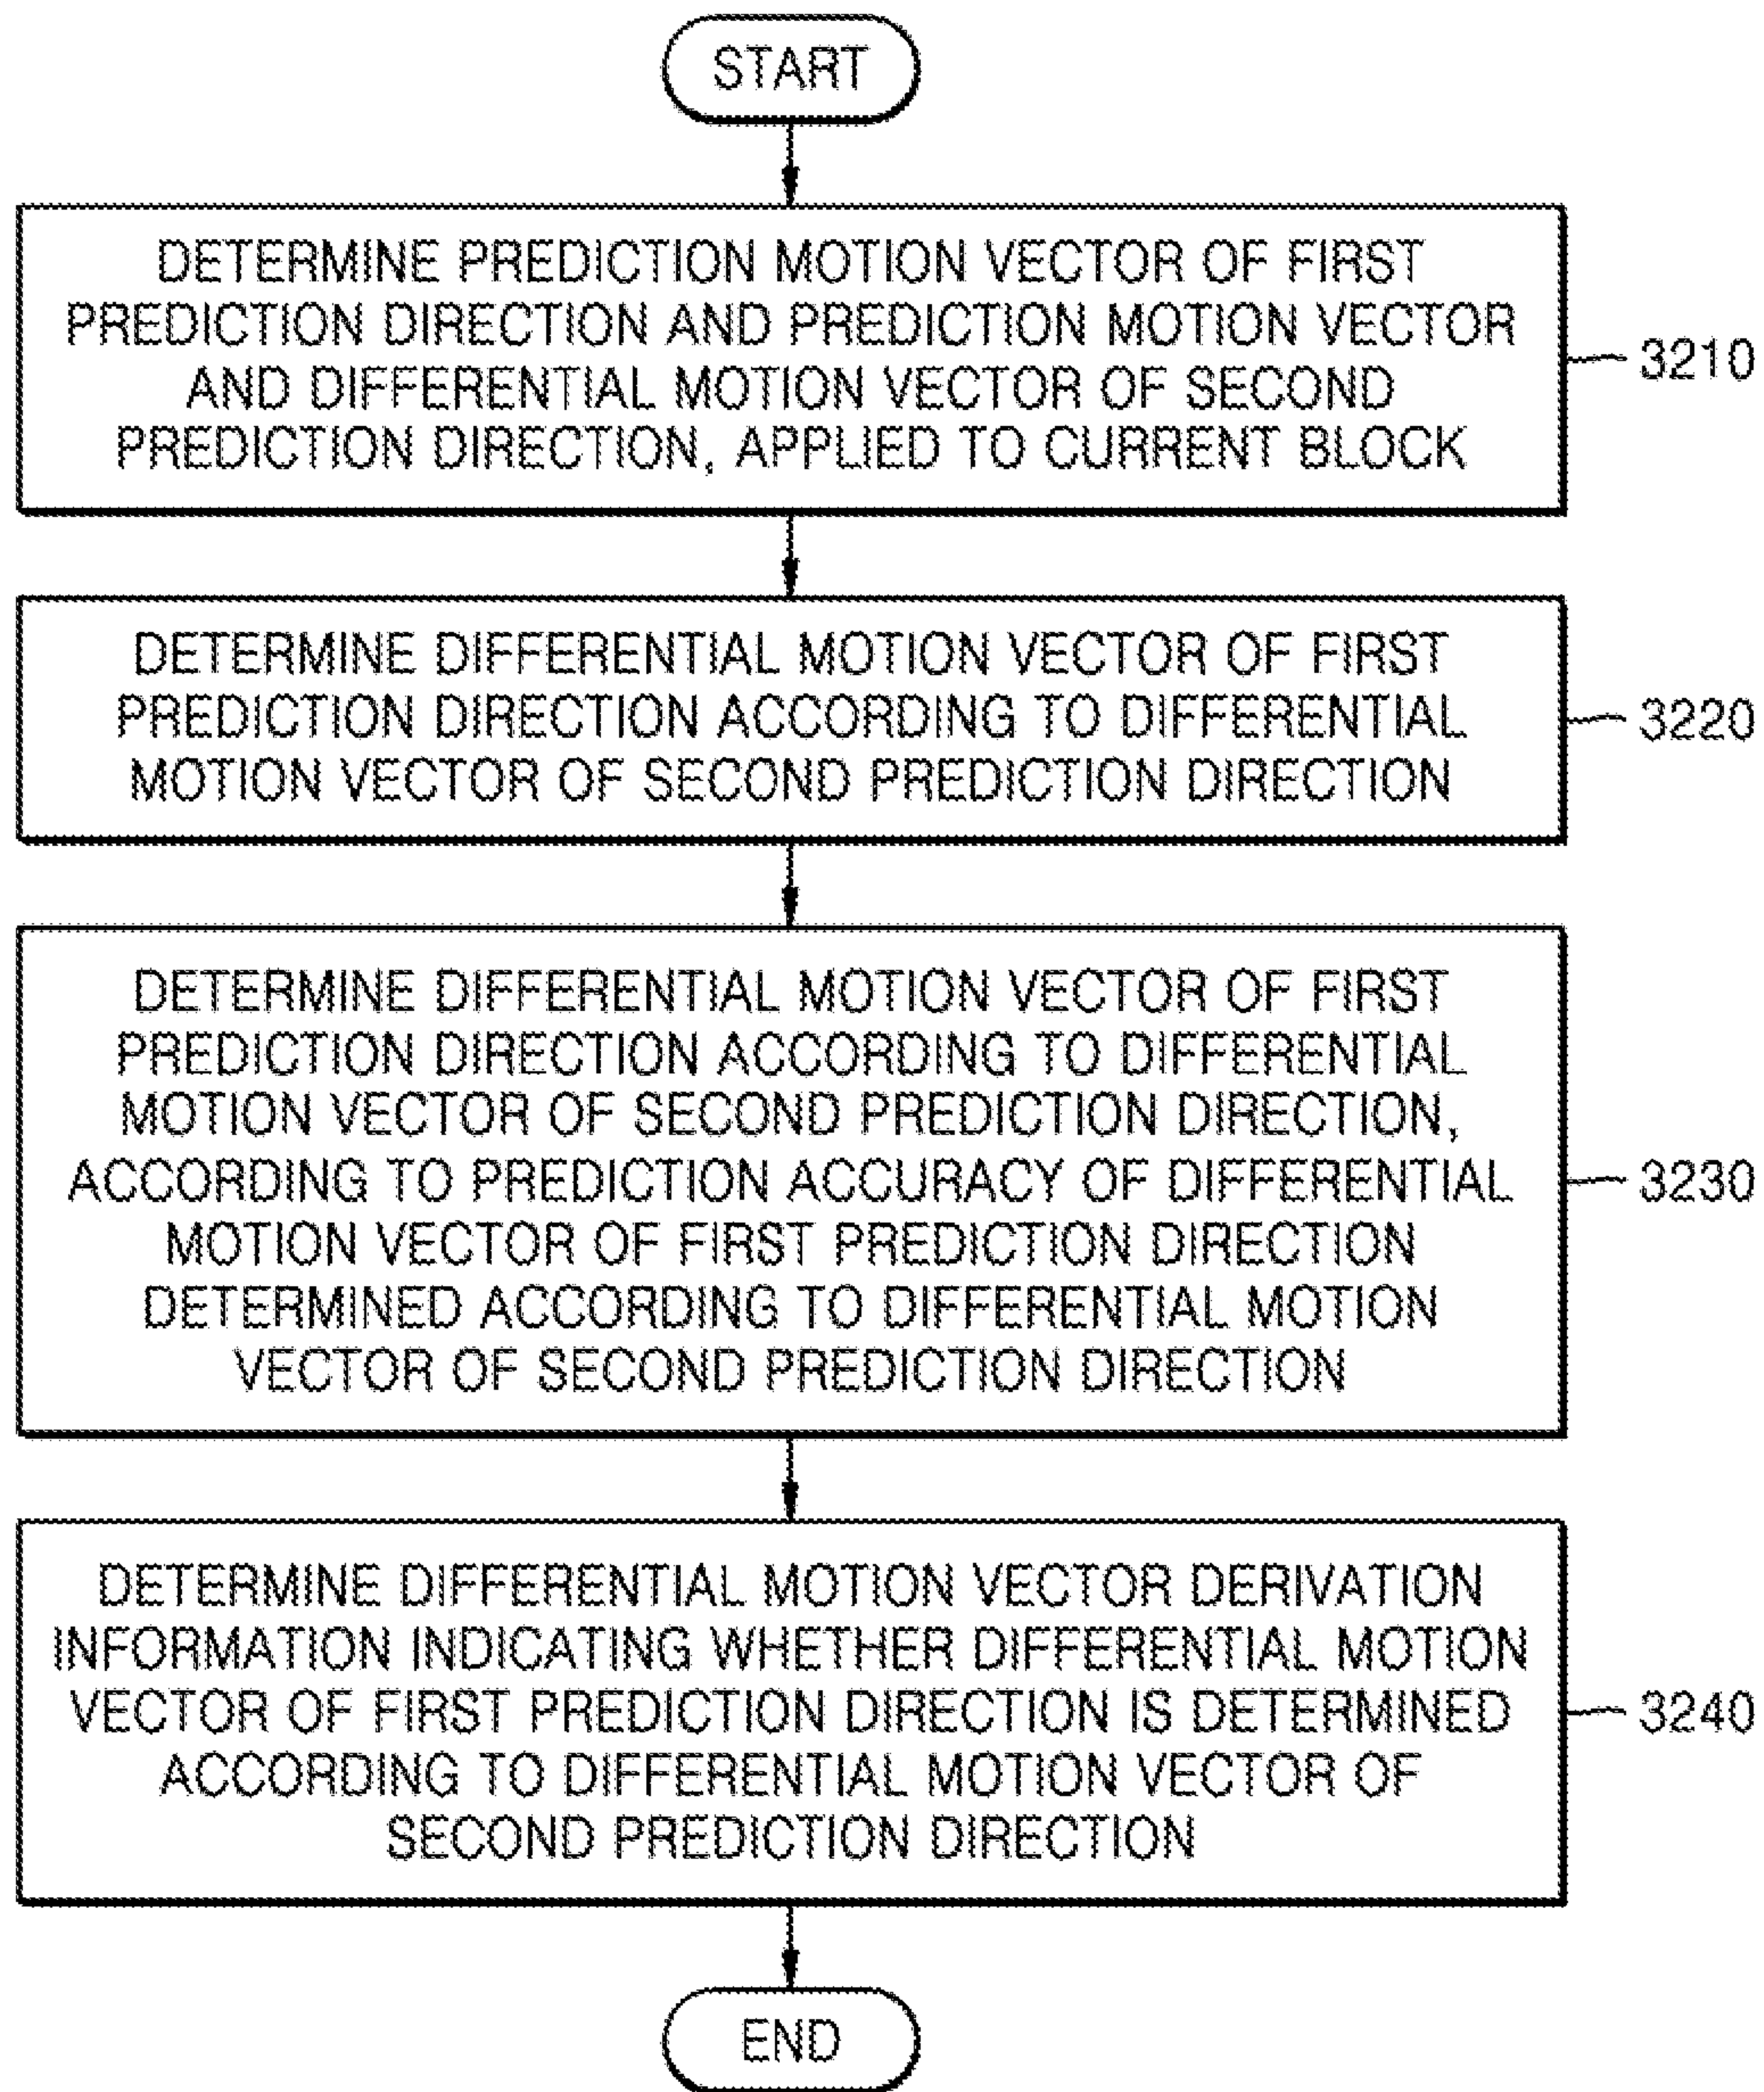 START
DETERMINE PREDICTION MOTION VECTOR OF FIRST
PREDICTION DIRECTION AND PREDICTION MOTION VECTOR
AND DIFFERENTIAL MOTION VECTOR OF SECOND
PREDICTION DIRECTION, APPLIED TO CURRENT BLOCK
3210
DETERMINE DIFFERENTIAL MOTION VECTOR OF FIRST
PREDICTION DIRECTION ACCORDING TO DIFFERENTIAL
MOTION VECTOR OF SECOND PREDICTION DIRECTION
3220
DETERMINE DIFFERENTIAL MOTION VECTOR OF FIRST
PREDICTION DIRECTION ACCORDING TO DIFFERENTIAL
MOTION VECTOR OF SECOND PREDICTION DIRECTION,
ACCORDING TO PREDICTION ACCURACY OF DIFFERENTIAL
MOTION VECTOR OF FIRST PREDICTION DIRECTION
DETERMINED ACCORDING TO DIFFERENTIAL MOTION
VECTOR OF SECOND PREDICTION DIRECTION
3230
DETERMINE DIFFERENTIAL MOTION VECTOR DERIVATION
INFORMATION INDICATING WHETHER DIFFERENTIAL MOTION
VECTOR OF FIRST PREDICTION DIRECTION IS DETERMINED
ACCORDING TO DIFFERENTIAL MOTION VECTOR OF
SECOND PREDICTION DIRECTION
3240
END